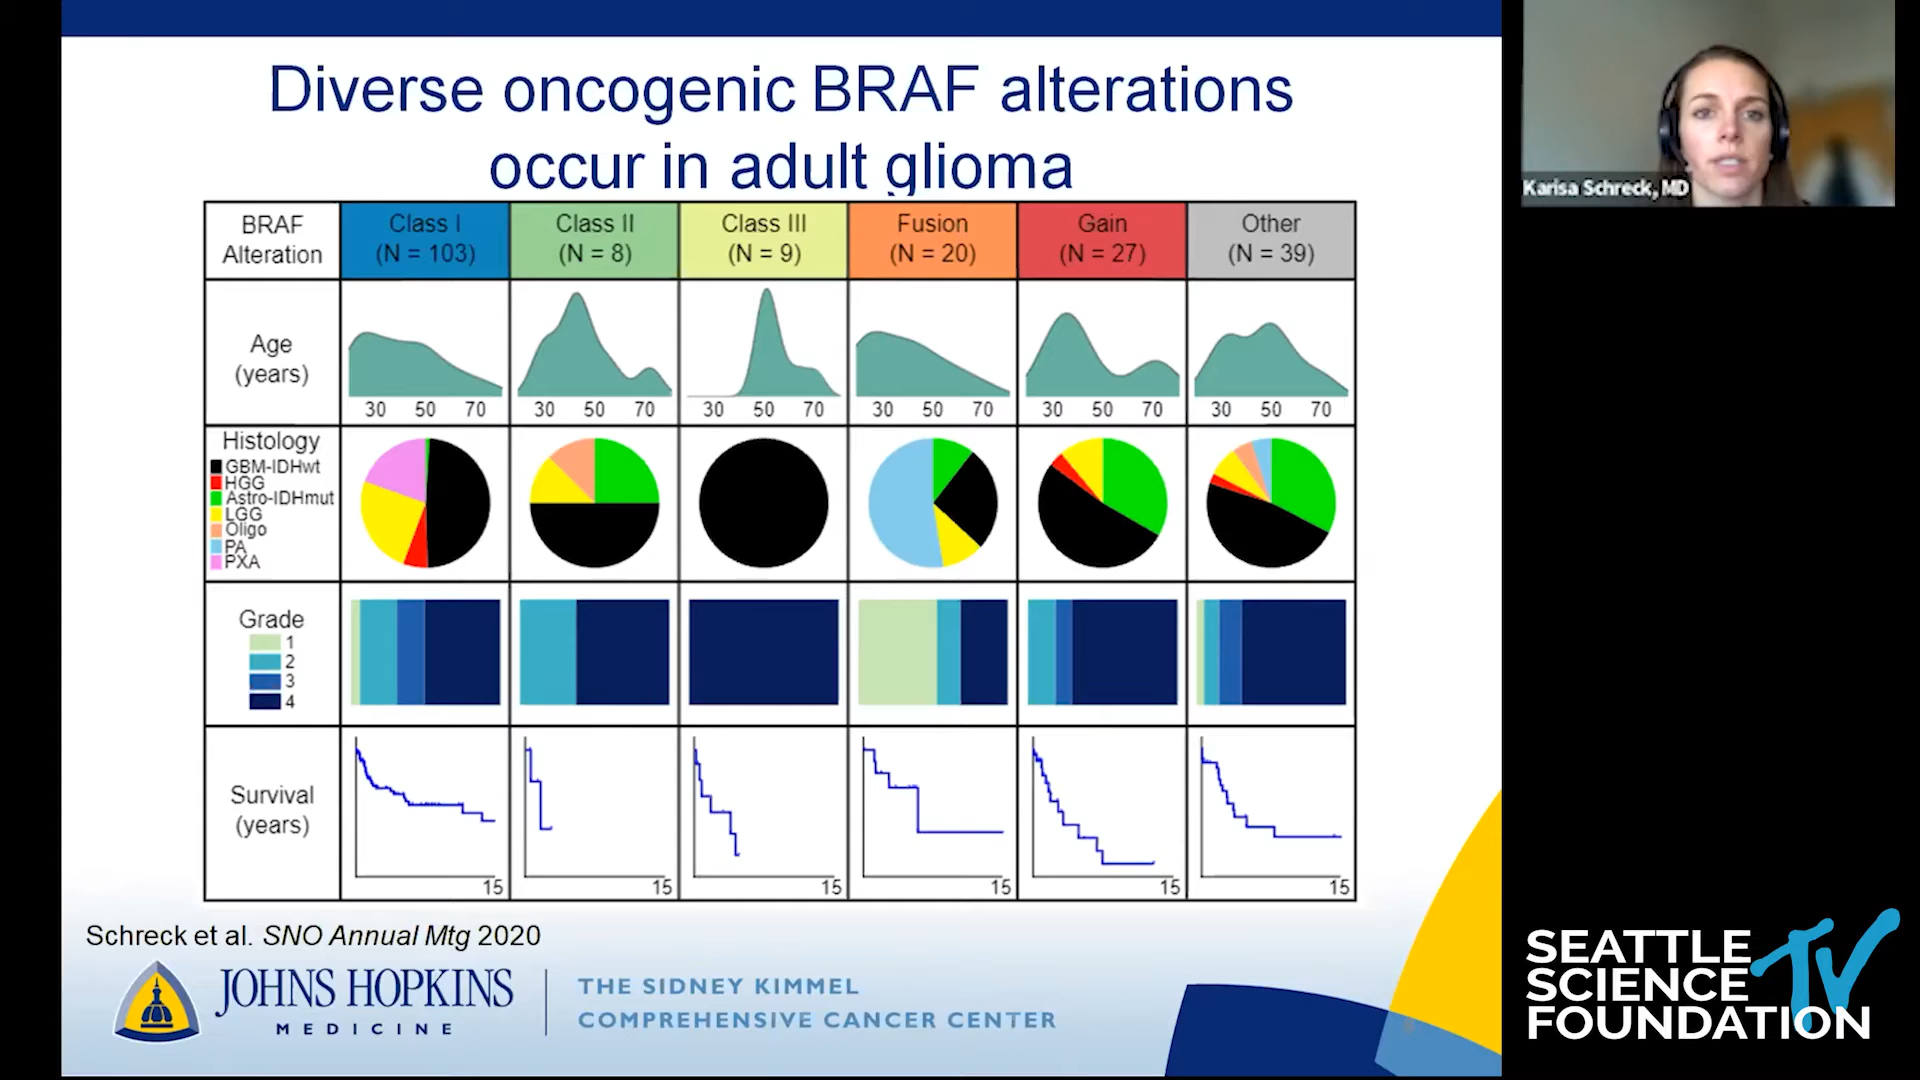 Diverse oncogenic BRAF alterations
occur in adult glioma
BRAF
Alteration
Class I
(N = 103)
Class II
(N = 8)
Class III
(N = 9)
Fusion
(N = 20)
Gain
(N = 27)
Other
(N = 39)
Age
(years)
30 50 70
30 50 70
30 50 70
30 50 70
30 50 70
30 50 70
Histology
GBM-IDHwt
HGG
Astro-IDHmut
LGG
Oligo
PA
PXA
Grade
1
2
3
4
Survival
(years)
15
15
15
15
15
15
Schreck et al. SNO Annual Mtg 2020
JOHNS HOPKINS
MEDICINE
THE SIDNEY KIMMEL
COMPREHENSIVE CANCER CENTER
Karisa Schreck, MD
SEATTLE
SCIENCE
FOUNDATION
TV